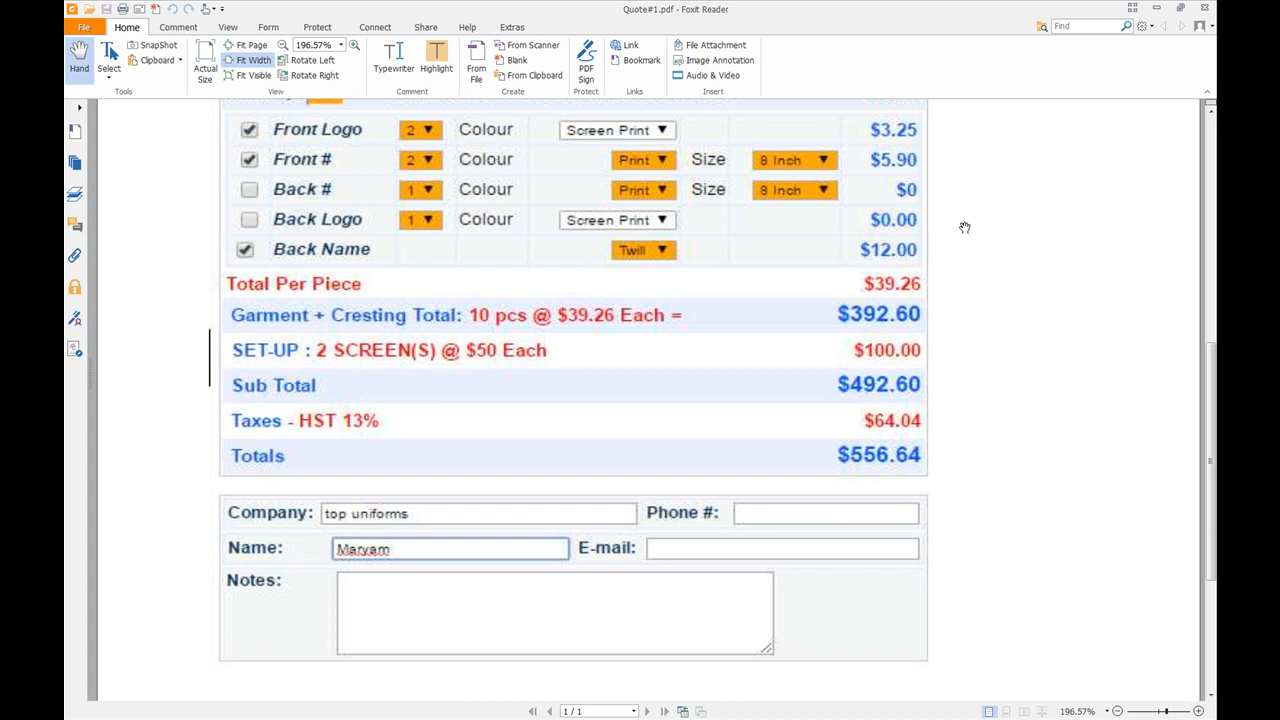 Quote#1.pdf - Foxit Reader
File Home Comment View Form Protect Connect Share Help Extras
Find
Hand
Select
SnapShot
Clipboard
Tools
Actual Size
Fit Page
Fit Width
Fit Visible
196.57%
Rotate Left
Rotate Right
View
Typewriter
Highlight
Comment
From File
From Scanner
Blank
From Clipboard
Create
PDF Sign
Protect
Link
Bookmark
Links
File Attachment
Image Annotation
Audio & Video
Insert
Front Logo 2 Colour Screen Print $3.25
Front # 2 Colour Print Size 8 Inch $5.90
Back # 1 Colour Print Size 8 Inch $0
Back Logo 1 Colour Screen Print $0.00
Back Name Twill $12.00
Total Per Piece $39.26
Garment + Cresting Total: 10 pcs @ $39.26 Each = $392.60
SET-UP : 2 SCREEN(S) @ $50 Each $100.00
Sub Total $492.60
Taxes - HST 13% $64.04
Totals $556.64
Company: top uniforms Phone #:
Name: Maryam E-mail:
Notes:
1 / 1
196.57%